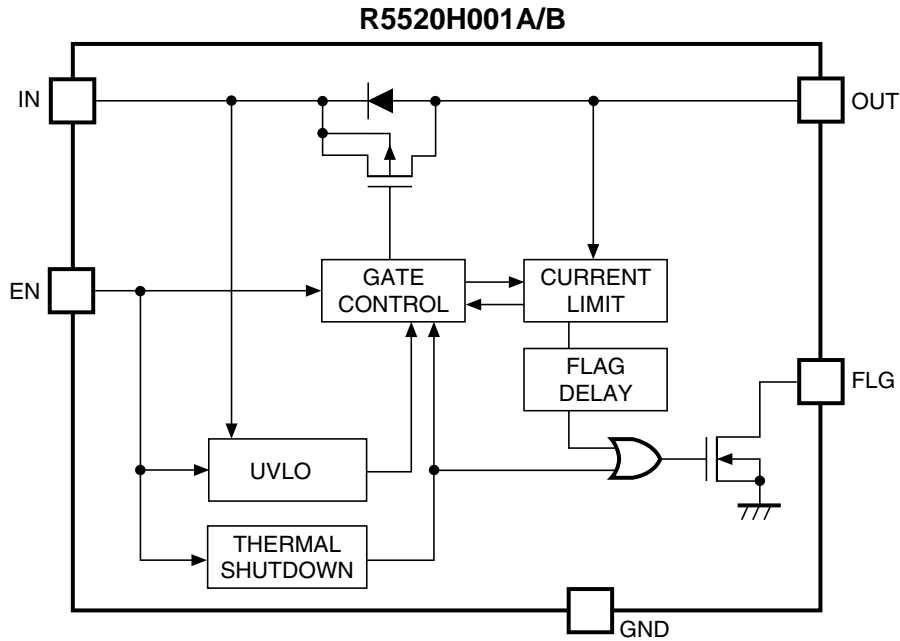 R5520H001A/B
IN
OUT
EN
GATE
CONTROL
CURRENT
LIMIT
FLAG
DELAY
FLG
UVLO
THERMAL
SHUTDOWN
GND